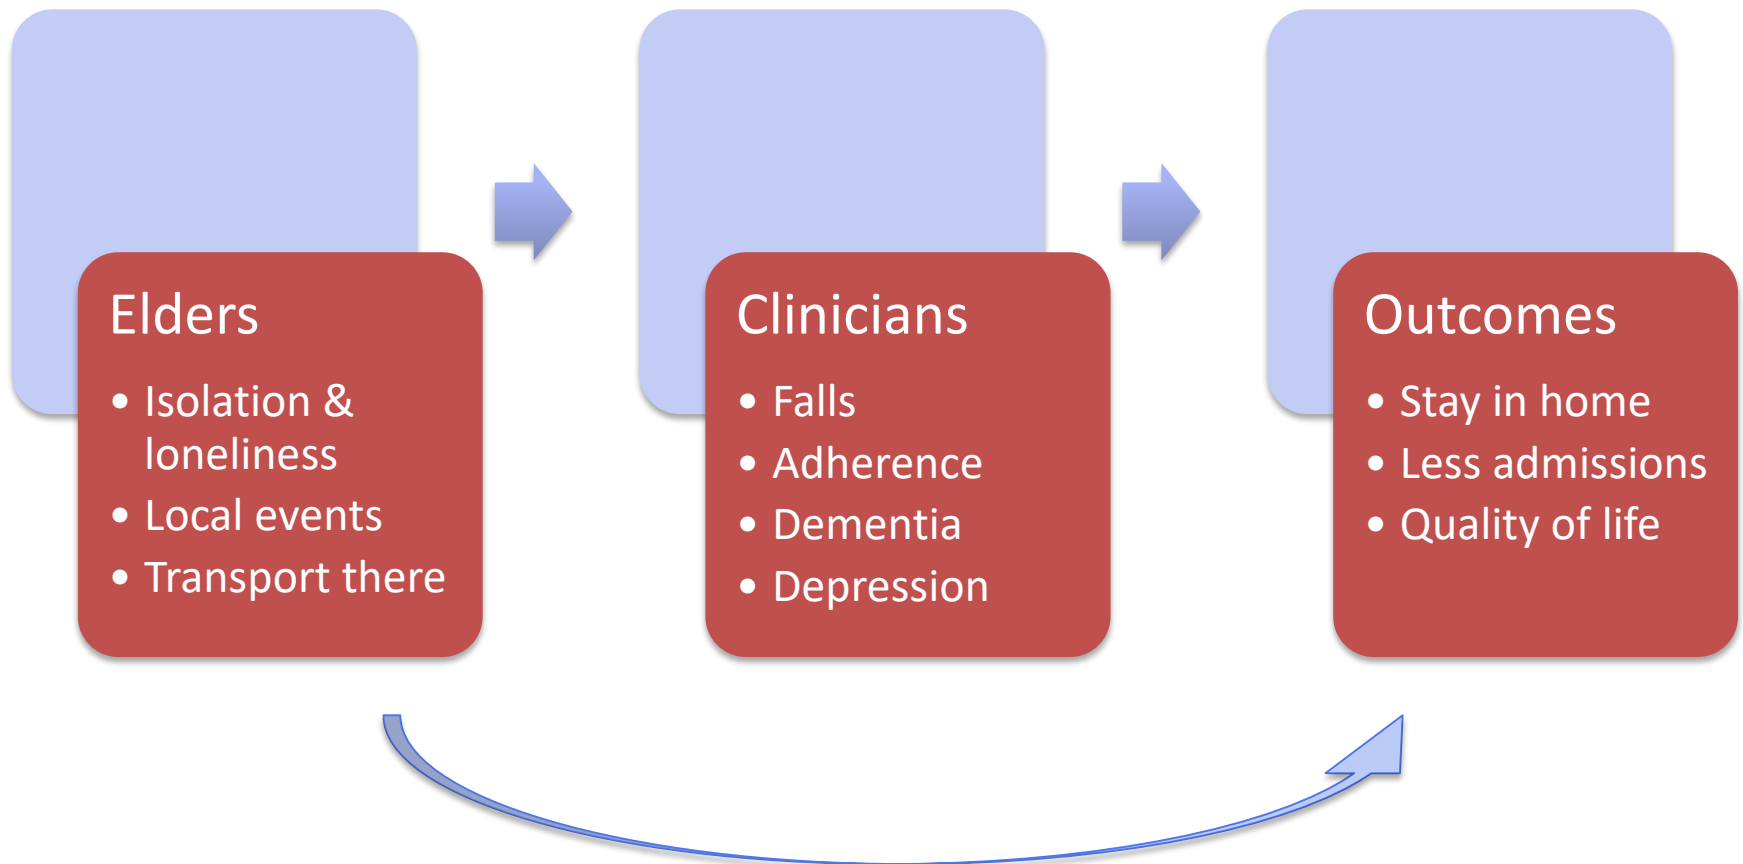 Elders
• Isolation &
loneliness
• Local events
• Transport there
Clinicians
• Falls
• Adherence
• Dementia
• Depression
Outcomes
• Stay in home
• Less admissions
• Quality of life